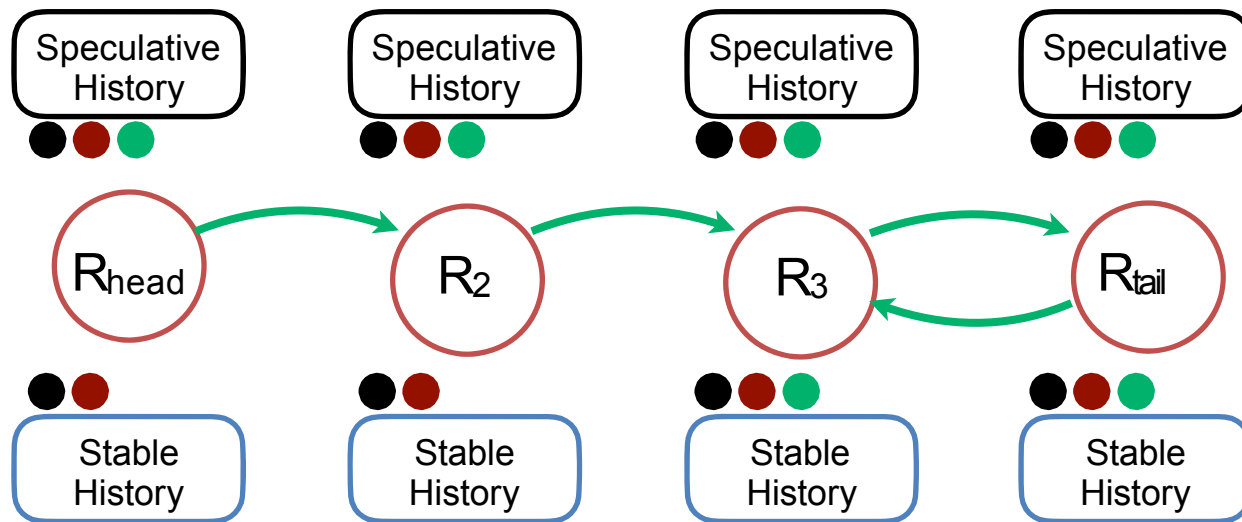 Speculative
History
Speculative
History
Speculative
History
Speculative
History
Rhead
R2
R3
Rtail
Stable
History
Stable
History
Stable
History
Stable
History